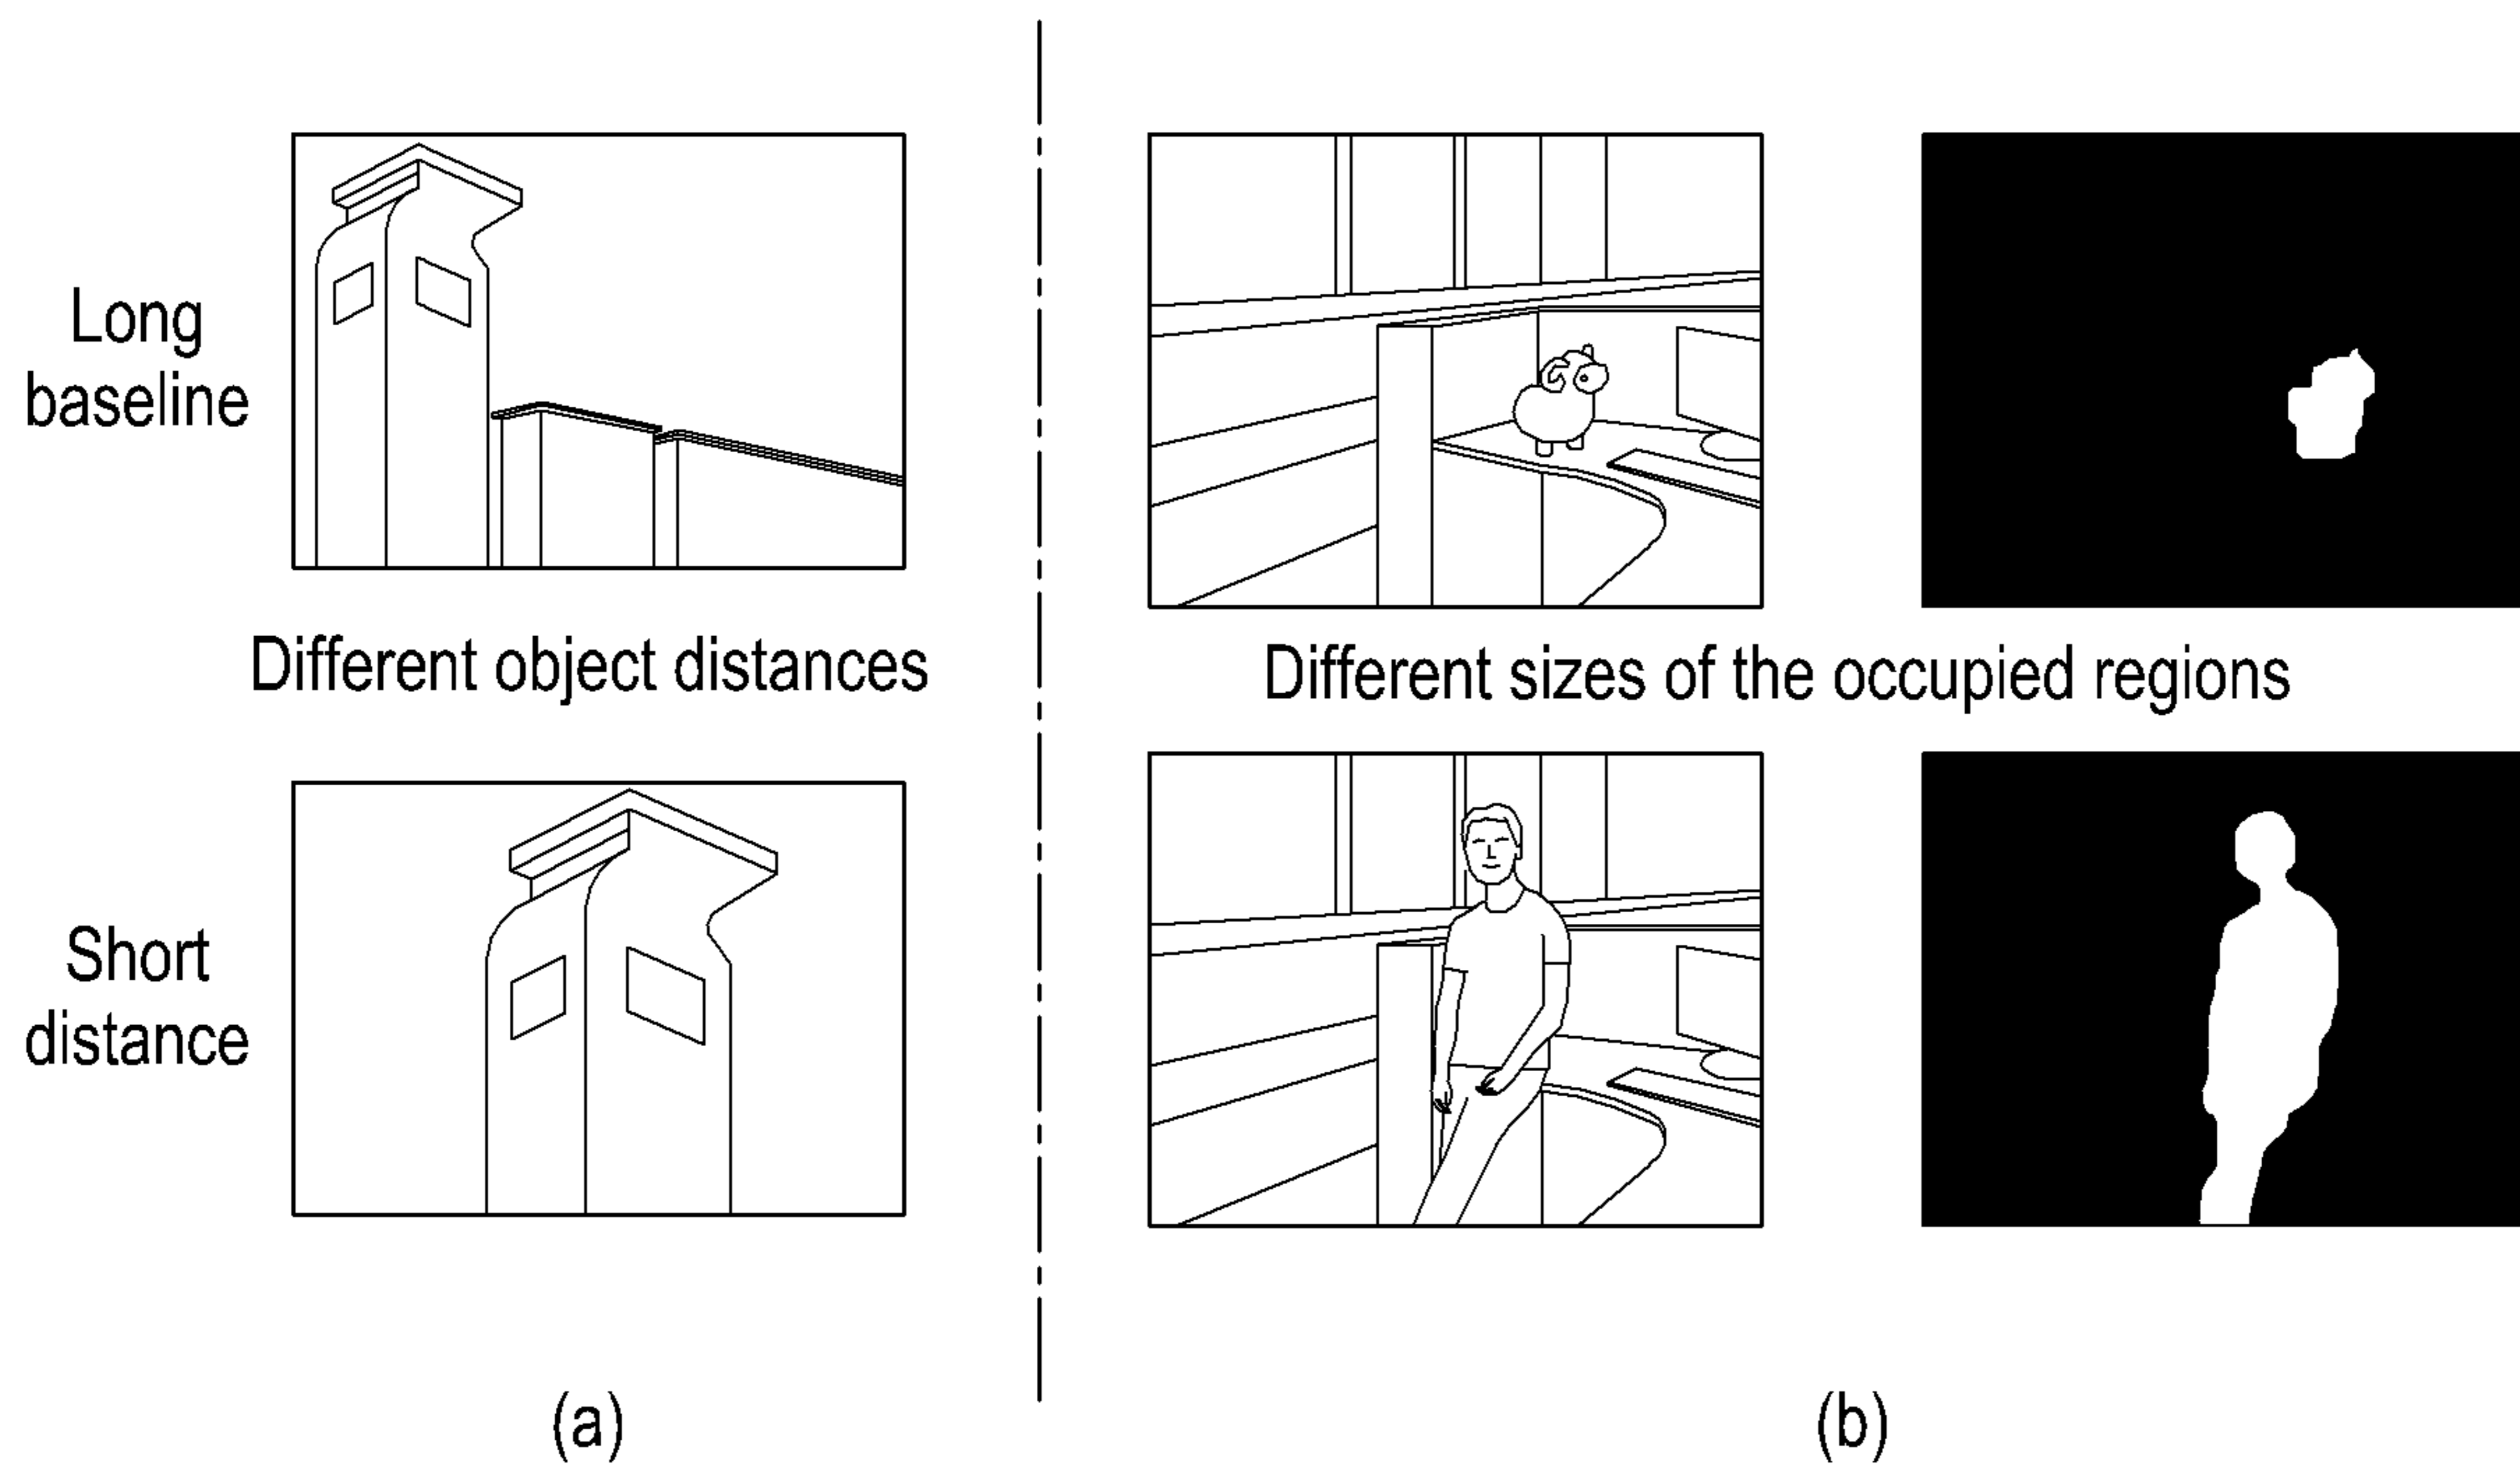 Long
baseline
Different object distances
Different sizes of the occupied regions
Short
distance
(a)
(b)